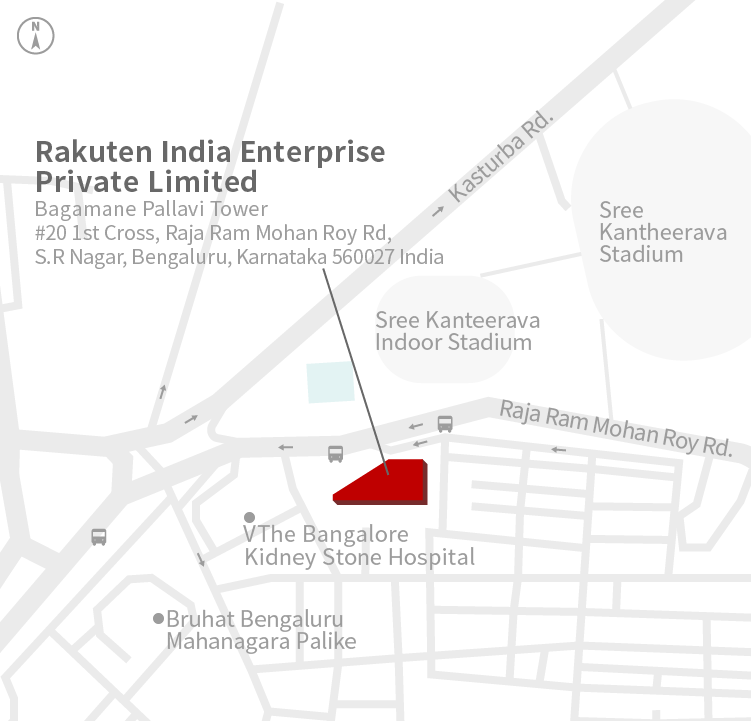 N
Rakuten India Enterprise
Private Limited
Bagamane Pallavi Tower
#20 1st Cross, Raja Ram Mohan Roy Rd,
S.R Nagar, Bengaluru, Karnataka 560027 India
Kasturba Rd.
Sree
Kantheerava
Stadium
Sree Kanteerava
Indoor Stadium
Raja Ram Mohan Roy Rd.
VThe Bangalore
Kidney Stone Hospital
Bruhat Bengaluru
Mahanagara Palike